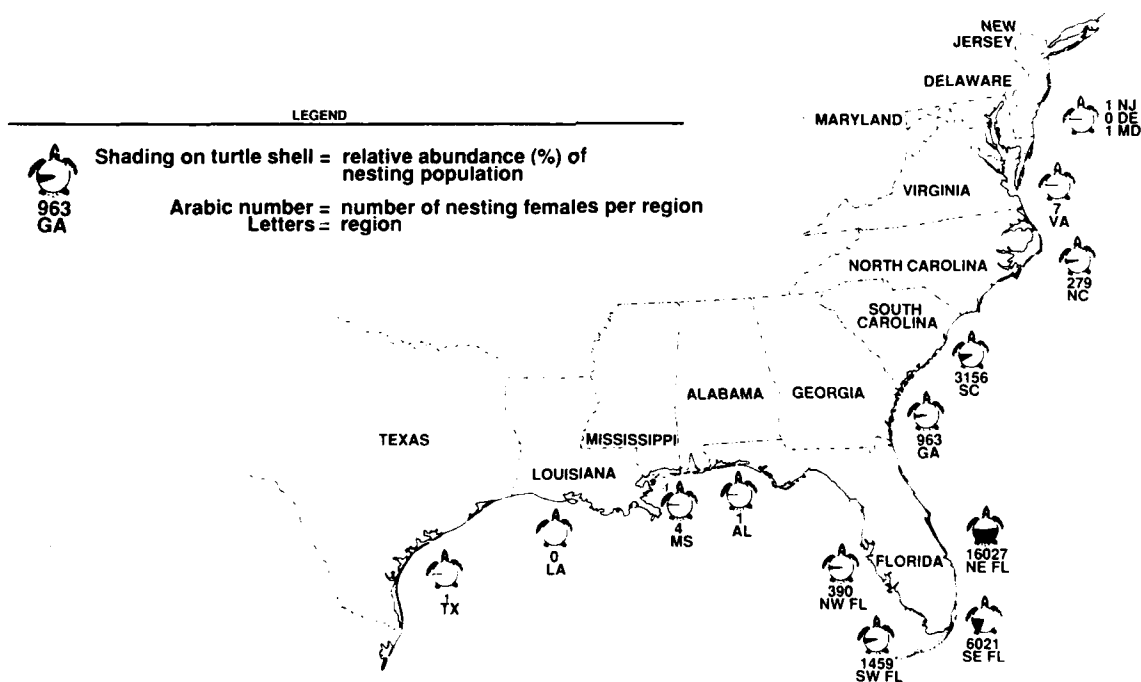 LEGEND
Shading on turtle shell = relative abundance (%) of
nesting population
963
GA
Arabic number = number of nesting females per region
Letters = region
NEW
JERSEY
DELAWARE
MARYLAND
1 NJ
0 DE
1 MD
VIRGINIA
7
VA
NORTH CAROLINA
279
NC
SOUTH
CAROLINA
3156
SC
GEORGIA
963
GA
ALABAMA
MISSISSIPPI
TEXAS
LOUISIANA
4
MS
1
AL
0
LA
1
TX
FLORIDA
16027
NE FL
390
NW FL
6021
SE FL
1459
SW FL